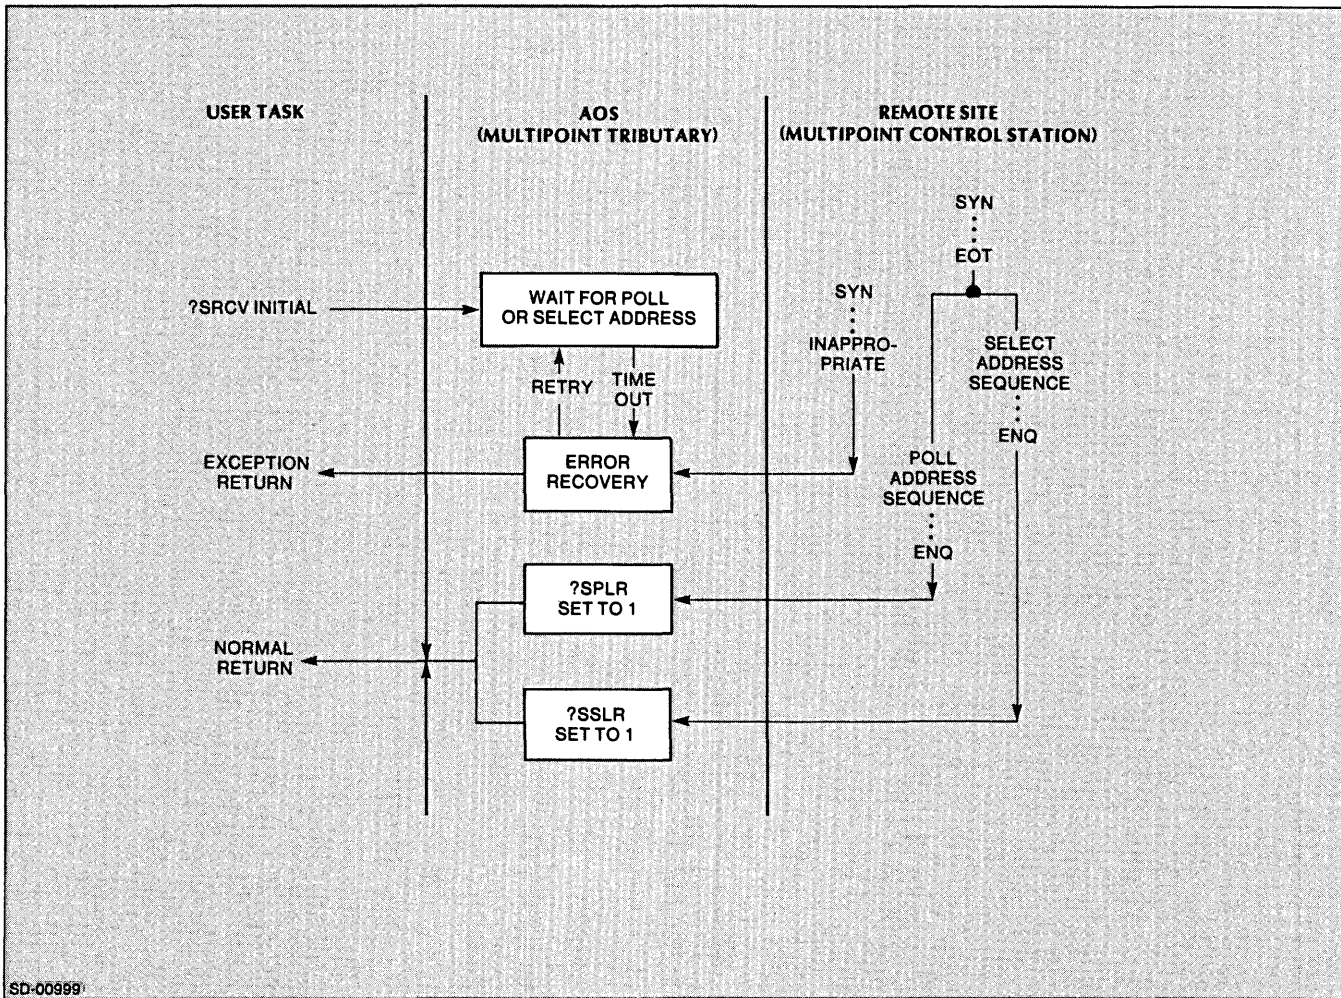 USER TASK
AOS
(MULTIPOINT TRIBUTARY)
REMOTE SITE
(MULTIPOINT CONTROL STATION)
SYN
EOT
?SRCV INITIAL
WAIT FOR POLL
OR SELECT ADDRESS
SYN
INAPPRO-
PRIATE
SELECT
ADDRESS
SEQUENCE
ENQ
RETRY
TIME
OUT
EXCEPTION
RETURN
ERROR
RECOVERY
POLL
ADDRESS
SEQUENCE
ENQ
?SPLR
SET TO 1
NORMAL
RETURN
?SSLR
SET TO 1
SD-00999